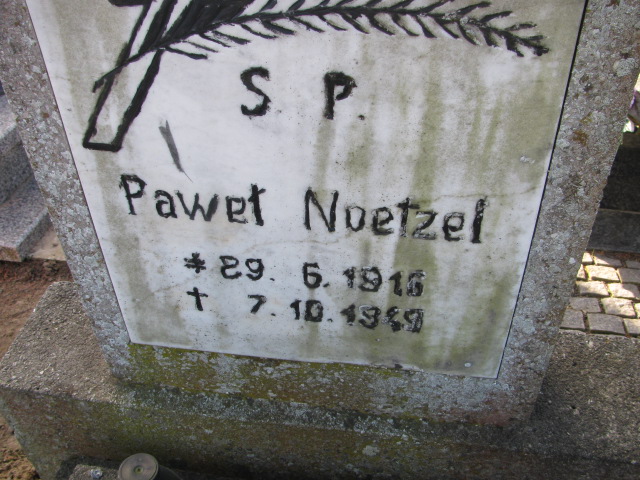 S P.
Paweł Noetzel
* 29. 6. 1916
† 7. 10. 1949